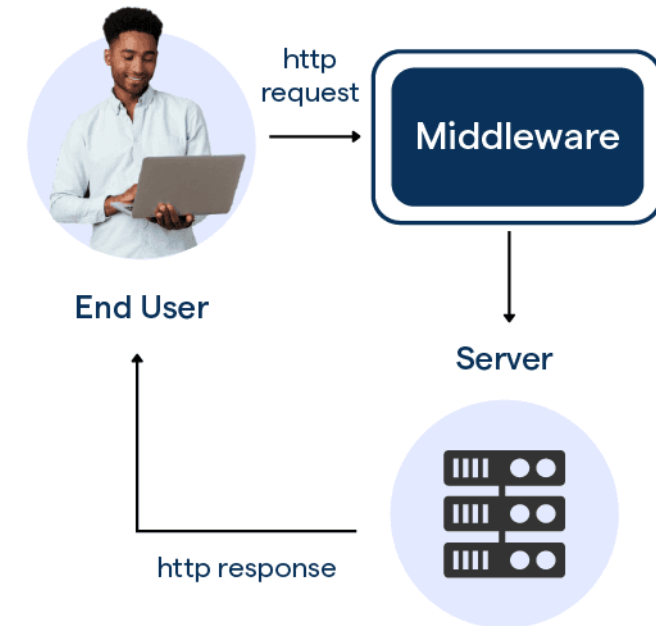 http
request
Middleware
End User
Server
http response